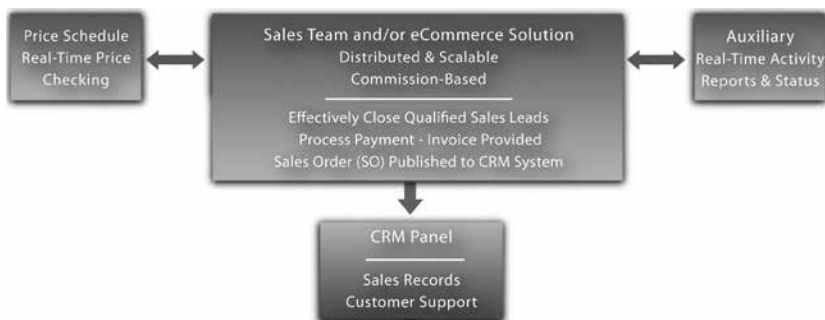 Price Schedule
Real-Time Price
Checking
Sales Team and/or eCommerce Solution
Distributed & Scalable
Commission-Based
Effectively Close Qualified Sales Leads
Process Payment - Invoice Provided
Sales Order (SO) Published to CRM System
Auxiliary
Real-Time Activity
Reports & Status
CRM Panel
Sales Records
Customer Support